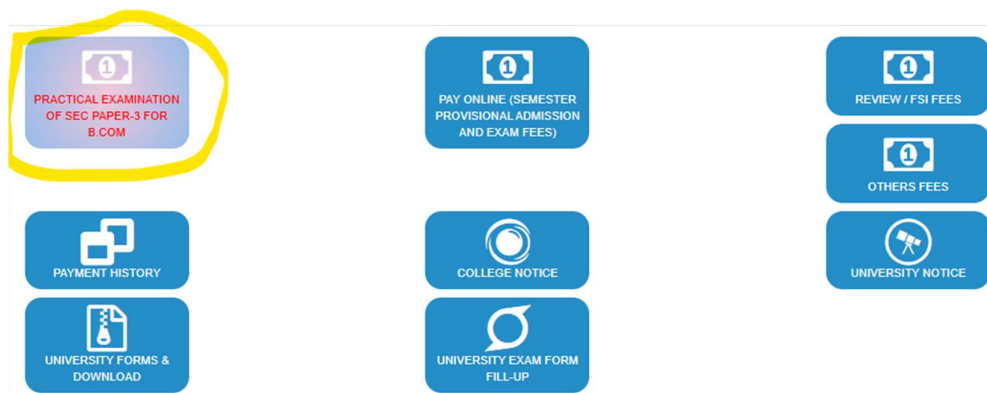 PRACTICAL EXAMINATION
OF SEC PAPER-3 FOR
B.COM
PAY ONLINE (SEMESTER
PROVISIONAL ADMISSION
AND EXAM FEES)
REVIEW / FSI FEES
OTHERS FEES
PAYMENT HISTORY
COLLEGE NOTICE
UNIVERSITY NOTICE
UNIVERSITY FORMS &
DOWNLOAD
UNIVERSITY EXAM FORM
FILL-UP